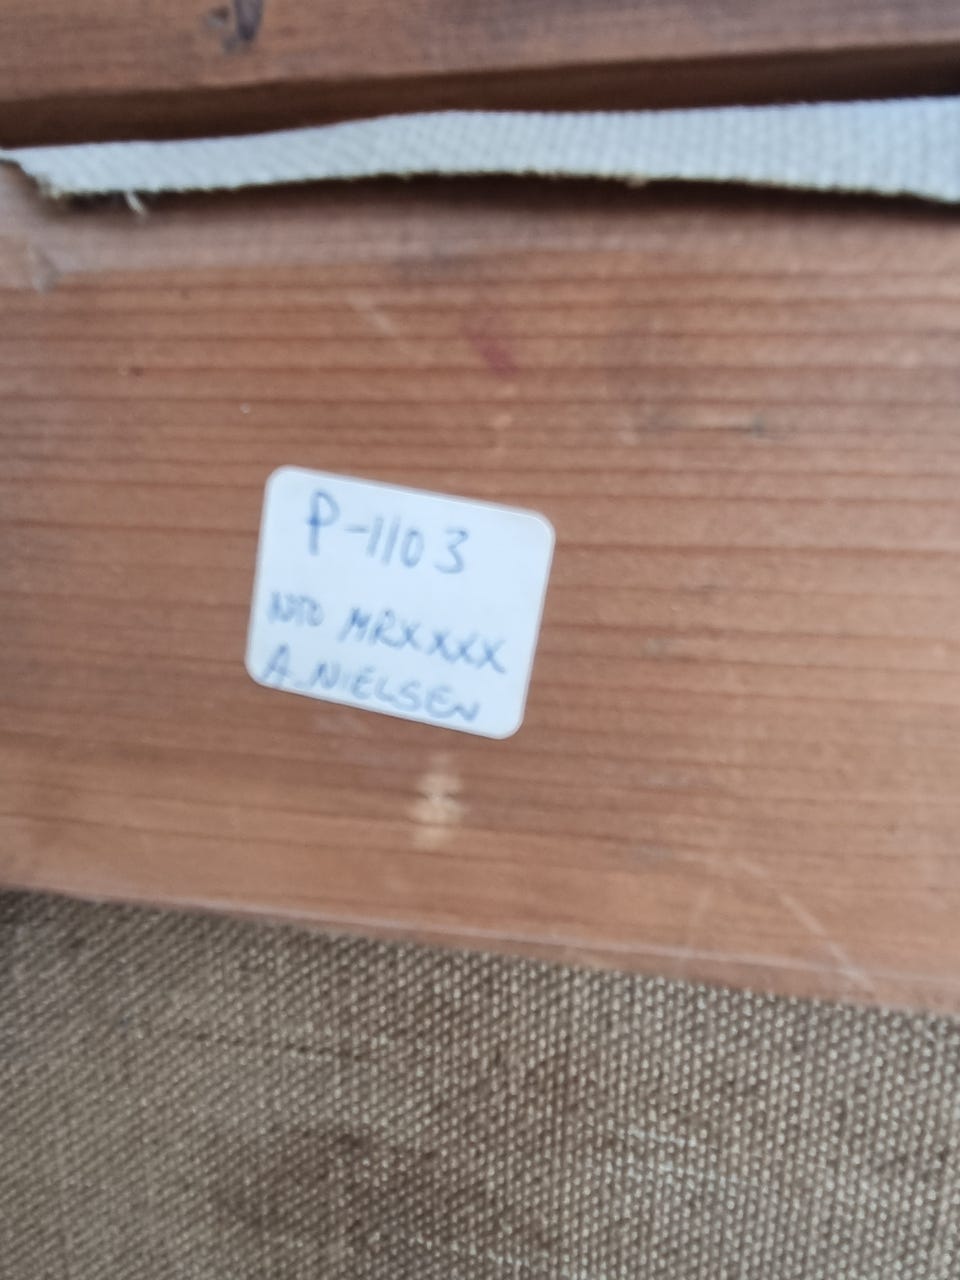 P-1103
NTO MRXXXX
A. NIELSEN